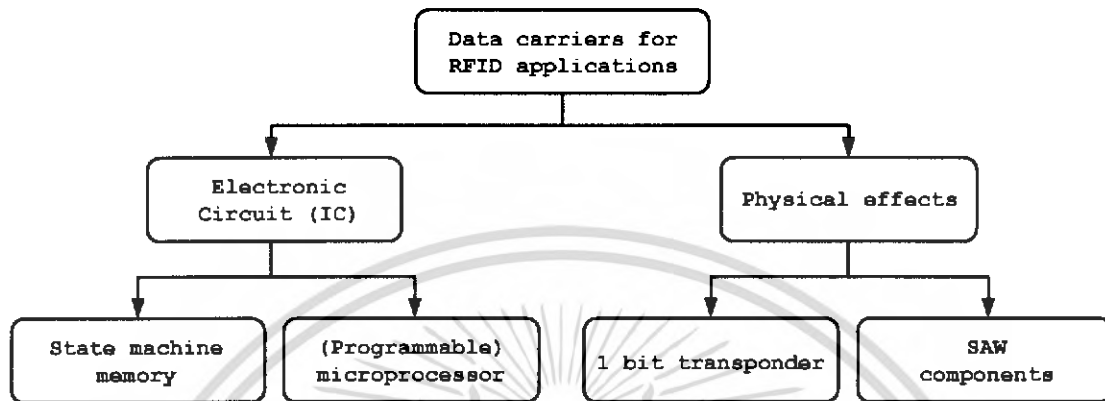 Data carriers for
RFID applications
Electronic
Circuit (IC)
Physical effects
State machine
memory
(Programmable)
microprocessor
1 bit transponder
SAW
components